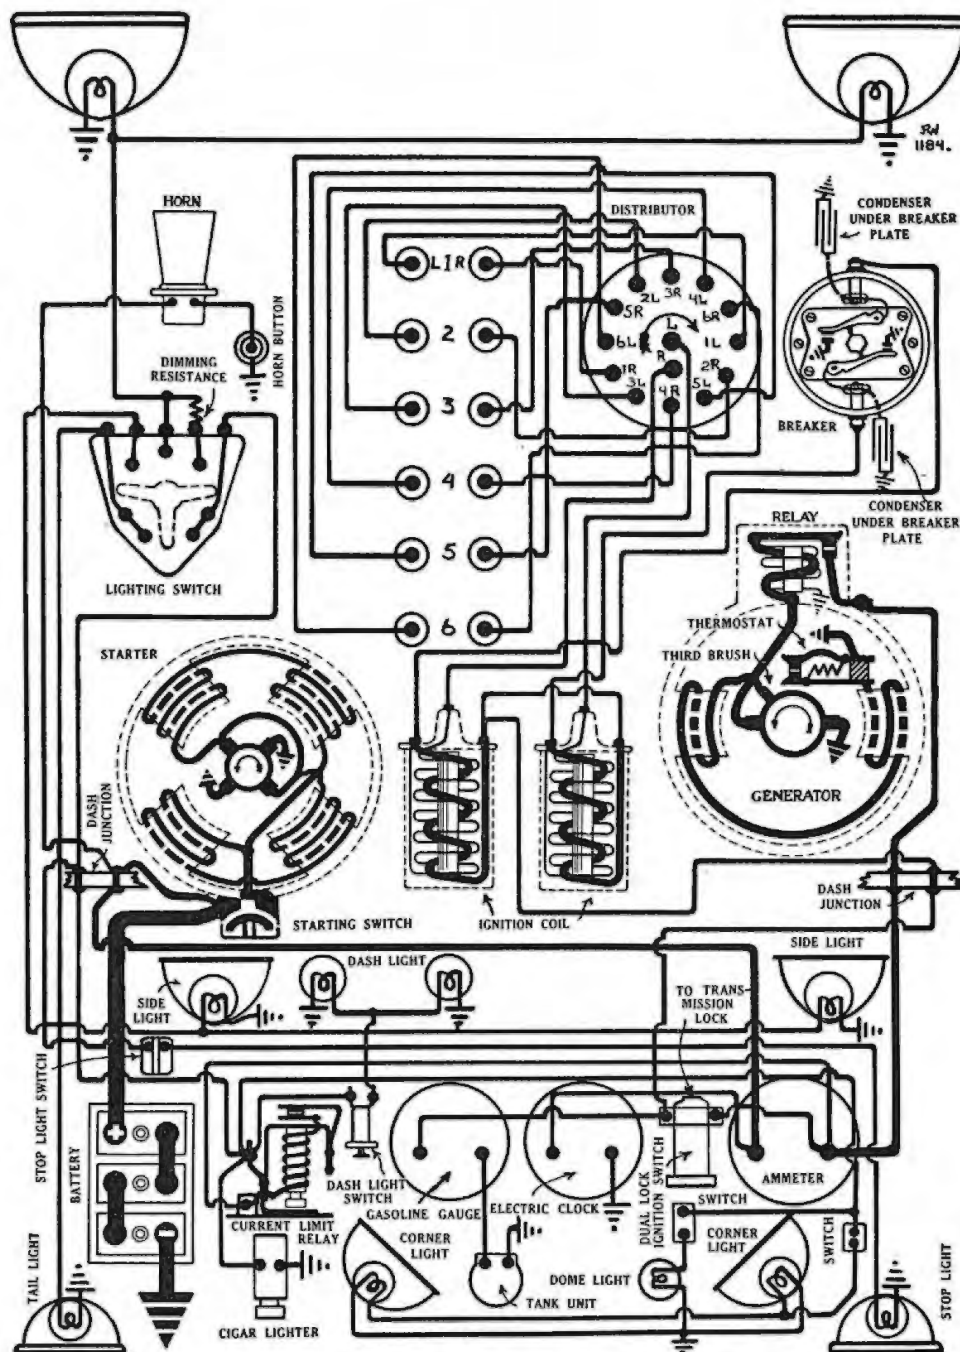 RW
1184.
HORN
DISTRIBUTOR
CONDENSER
UNDER BREAKER
PLATE
HORN BUTTON
L1R
2L
3R
4L
5R
6R
2
6L
L
1L
DIMMING
RESISTANCE
R
1R
2R
3L
4R
5L
3
BREAKER
4
CONDENSER
UNDER BREAKER
PLATE
RELAY
5
LIGHTING SWITCH
6
THERMOSTAT
THIRD BRUSH
STARTER
GENERATOR
DASH
JUNCTION
DASH
JUNCTION
STARTING SWITCH
IGNITION COIL
SIDE LIGHT
DASH LIGHT
SIDE
LIGHT
TO TRANS-
MISSION
LOCK
STOP LIGHT SWITCH
BATTERY
DASH LIGHT
SWITCH
GASOLINE GAUGE
ELECTRIC CLOCK
DUAL LOCK
IGNITION SWITCH
AMMETER
SWITCH
CURRENT LIMIT
RELAY
CORNER
LIGHT
CORNER
LIGHT
SWITCH
TAIL LIGHT
DOME LIGHT
TANK UNIT
STOP LIGHT
CIGAR LIGHTER